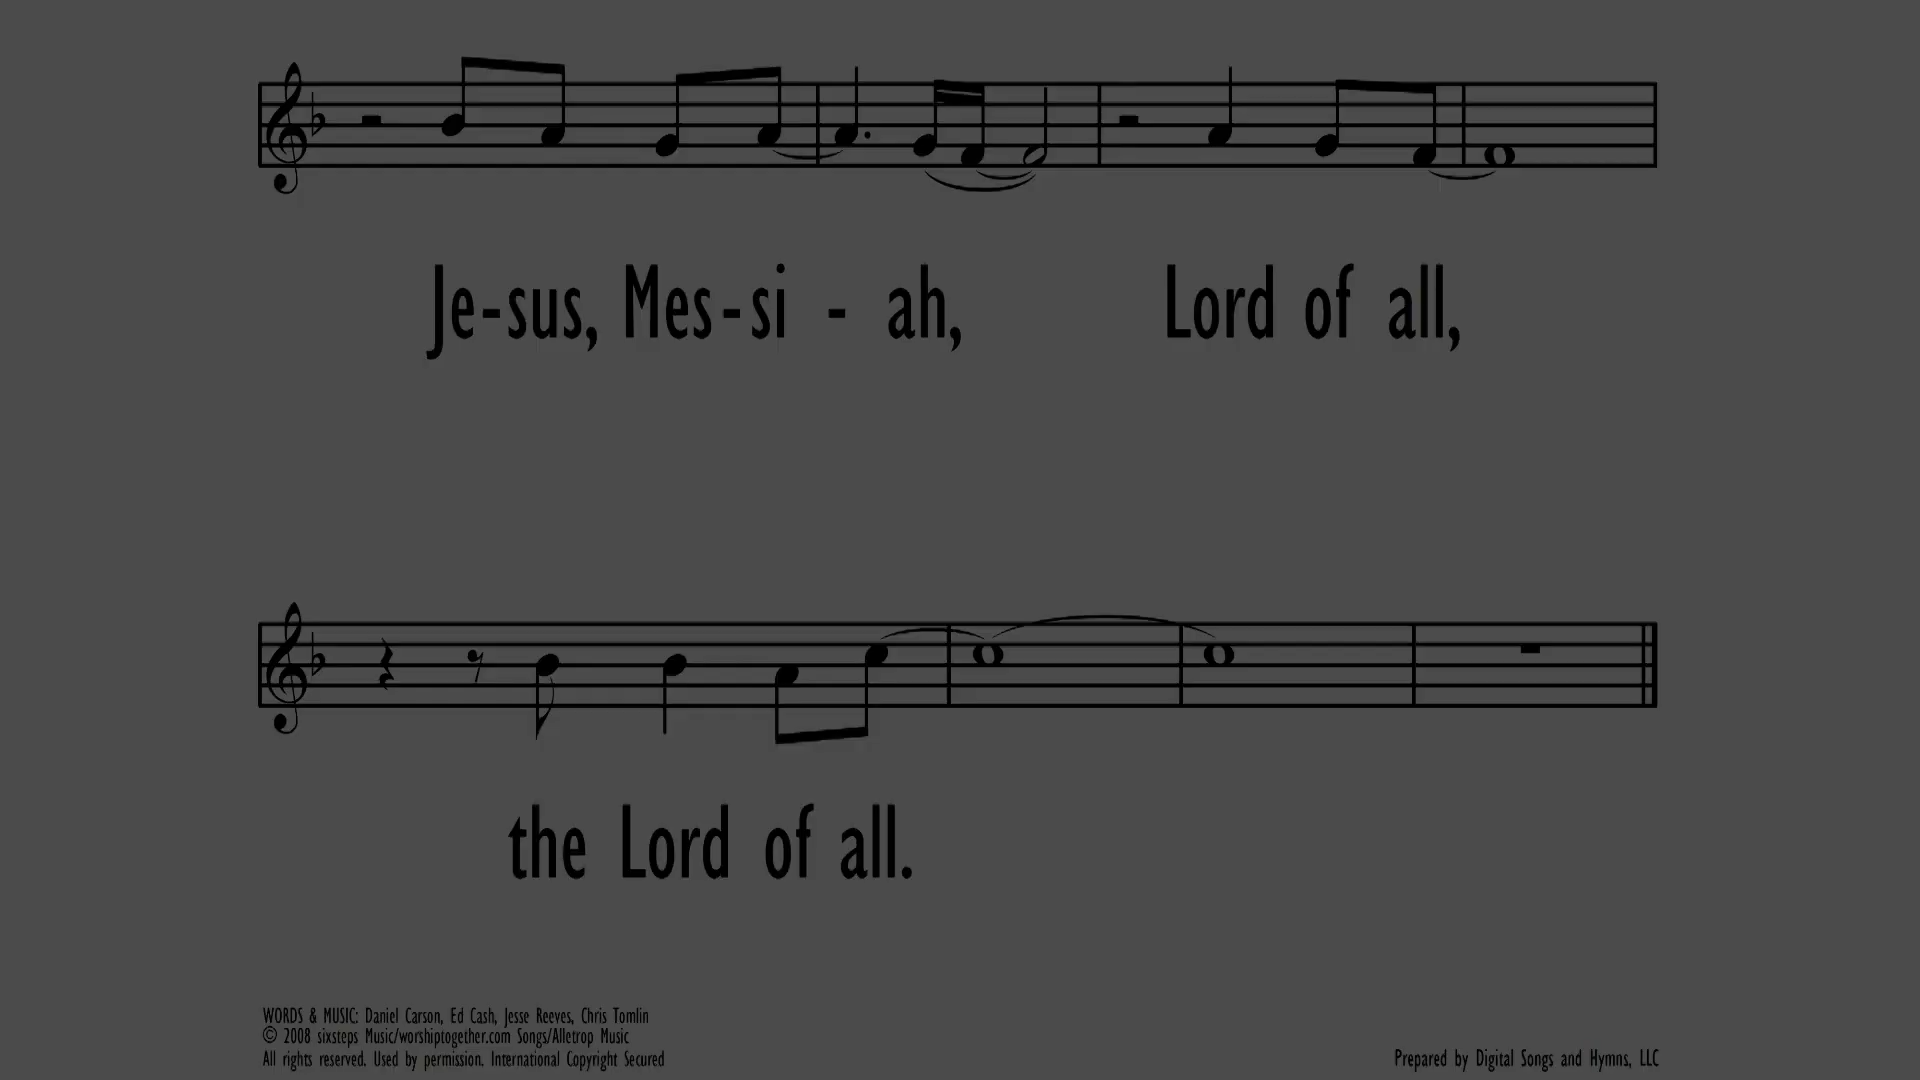 Je-sus, Mes-si - ah, Lord of all,
the Lord of all.
WORDS & MUSIC: Daniel Carson, Ed Cash, Jesse Reeves, Chris Tomlin
© 2008 sixsteps Music/worshiptogether.com Songs/Alletrop Music
All rights reserved. Used by permission. International Copyright Secured
Prepared by Digital Songs and Hymns, LLC